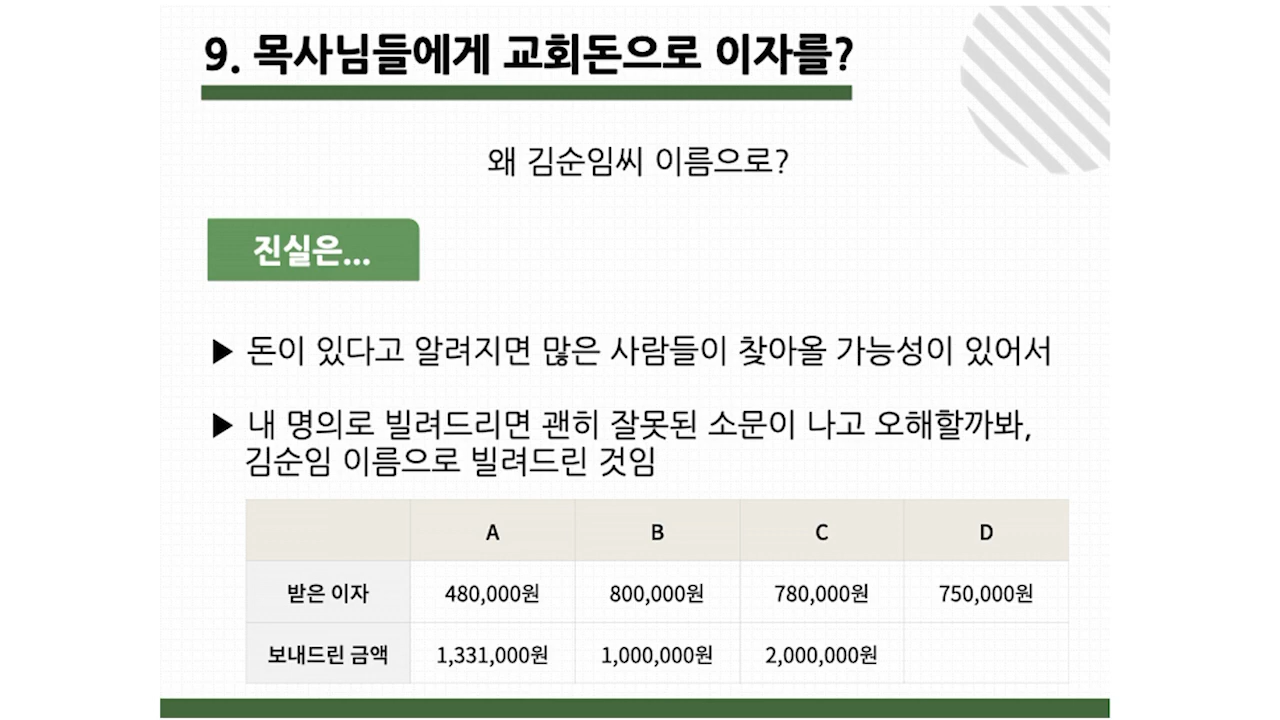 9. 목사님들에게 교회돈으로 이자를?
왜 김순임씨 이름으로?
진실은...
▶ 돈이 있다고 알려지면 많은 사람들이 찾아올 가능성이 있어서
▶ 내 명의로 빌려드리면 괜히 잘못된 소문이 나고 오해할까봐,
김순임 이름으로 빌려드린 것임
A B C D
받은 이자 480,000원 800,000원 780,000원 750,000원
보내드린 금액 1,331,000원 1,000,000원 2,000,000원